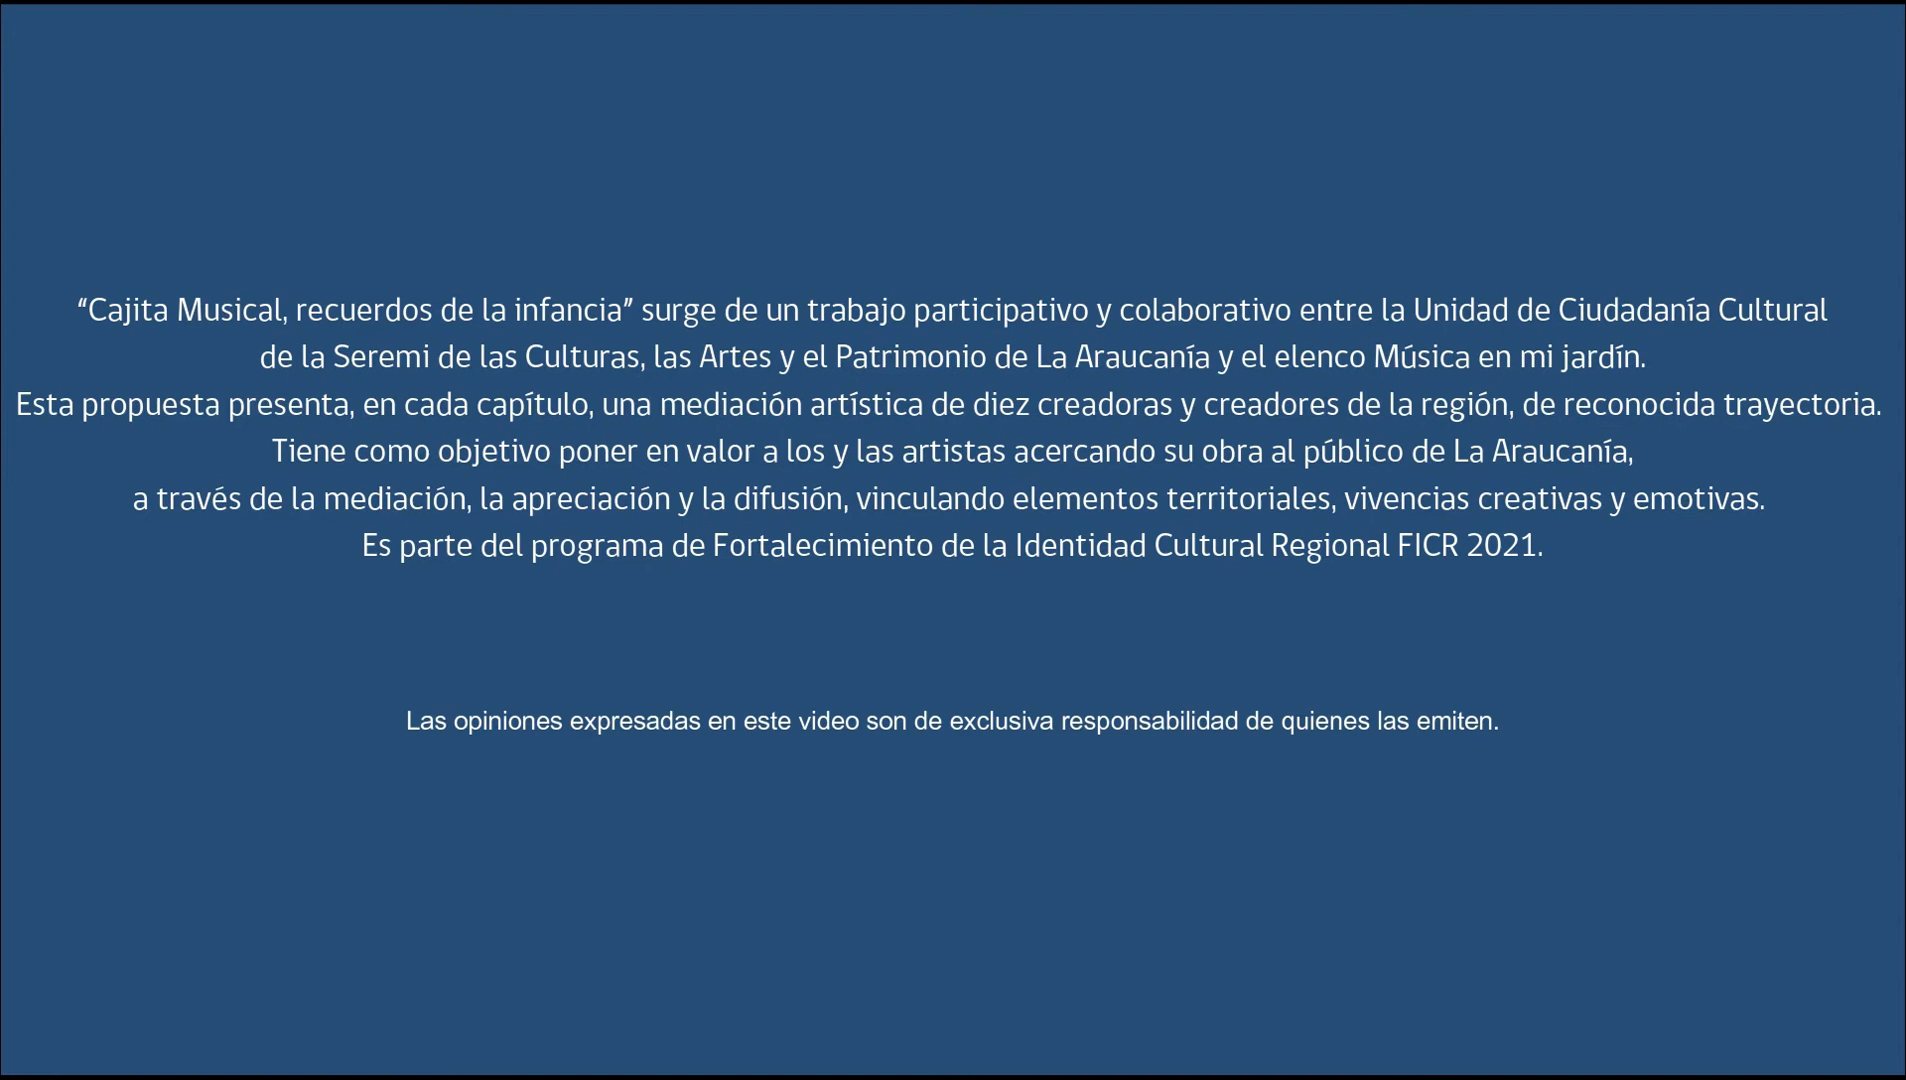 “Cajita Musical, recuerdos de la infancia” surge de un trabajo participativo y colaborativo entre la Unidad de Ciudadanía Cultural
de la Seremi de las Culturas, las Artes y el Patrimonio de La Araucanía y el elenco Música en mi jardín.
Esta propuesta presenta, en cada capítulo, una mediación artística de diez creadoras y creadores de la región, de reconocida trayectoria.
Tiene como objetivo poner en valor a los y las artistas acercando su obra al público de La Araucanía,
a través de la mediación, la apreciación y la difusión, vinculando elementos territoriales, vivencias creativas y emotivas.
Es parte del programa de Fortalecimiento de la Identidad Cultural Regional FICR 2021.
Las opiniones expresadas en este video son de exclusiva responsabilidad de quienes las emiten.